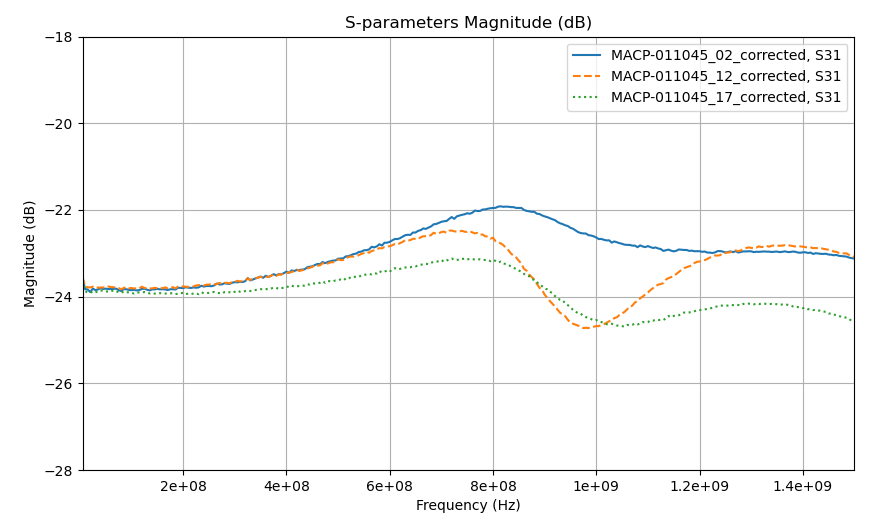 S-parameters Magnitude (dB)
−18
−20
−22
−24
−26
−28
Magnitude (dB)
MACP-011045_02_corrected, S31
MACP-011045_12_corrected, S31
MACP-011045_17_corrected, S31
2e+08 4e+08 6e+08 8e+08 1e+09 1.2e+09 1.4e+09
Frequency (Hz)